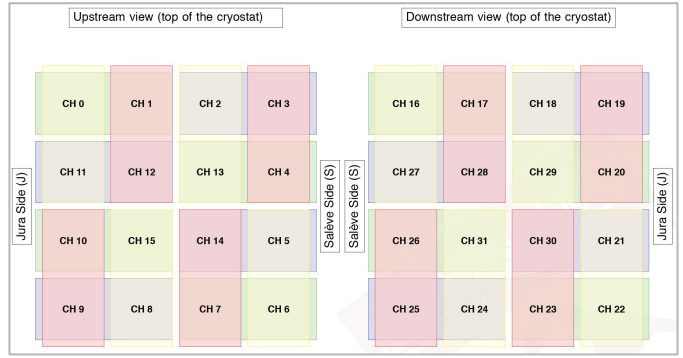 Upstream view (top of the cryostat)
Downstream view (top of the cryostat)
CH 0 CH 1 CH 2 CH 3
CH 16 CH 17 CH 18 CH 19
CH 11 CH 12 CH 13 CH 4
CH 27 CH 28 CH 29 CH 20
Jura Side (J)
Salève Side (S)
Salève Side (S)
Jura Side (J)
CH 10 CH 15 CH 14 CH 5
CH 26 CH 31 CH 30 CH 21
CH 9 CH 8 CH 7 CH 6
CH 25 CH 24 CH 23 CH 22